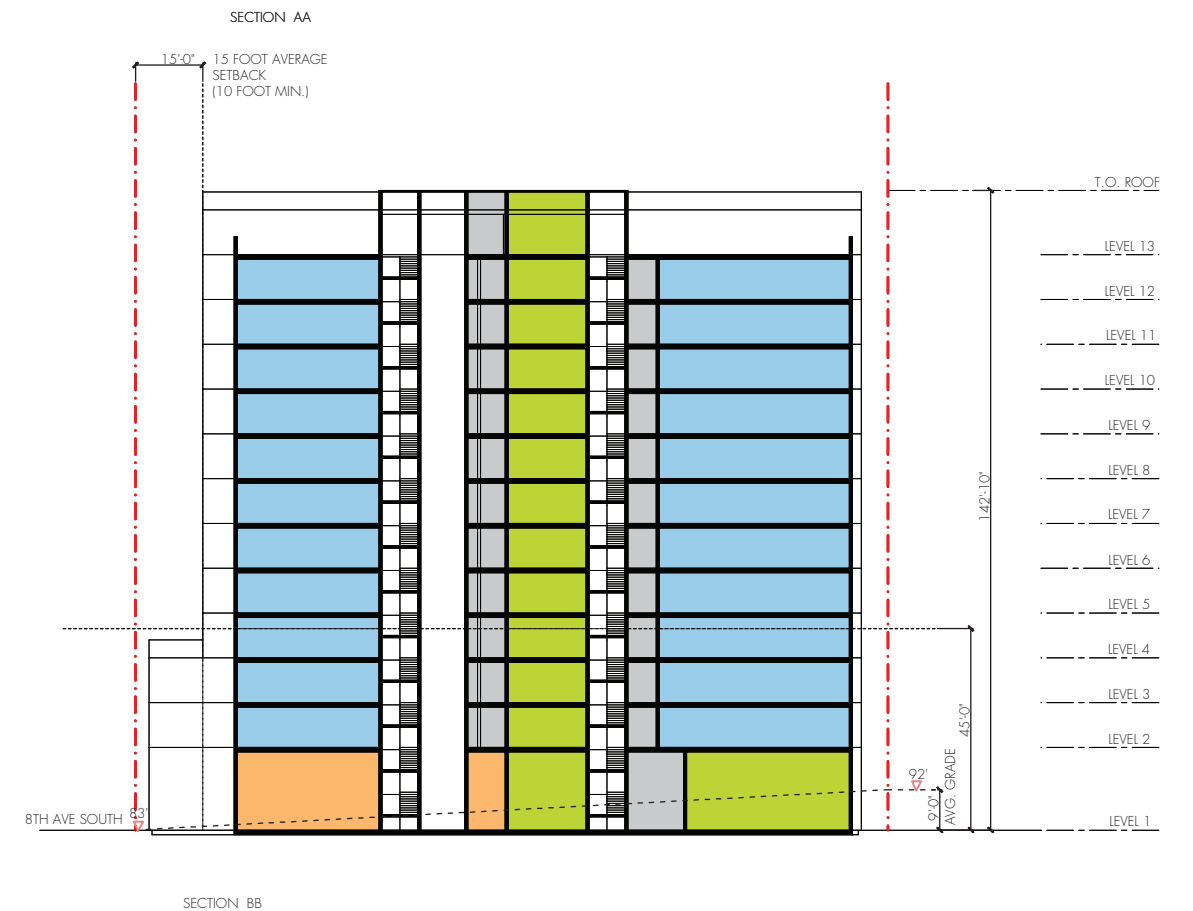 SECTION AA
15'-0"
15 FOOT AVERAGE
SETBACK
(10 FOOT MIN.)
T.O. ROOF
LEVEL 13
LEVEL 12
LEVEL 11
LEVEL 10
LEVEL 9
LEVEL 8
142'-10"
LEVEL 7
LEVEL 6
LEVEL 5
LEVEL 4
LEVEL 3
45'-0"
LEVEL 2
92'
9'-0"
AVG. GRADE
83'
8TH AVE SOUTH
LEVEL 1
SECTION BB